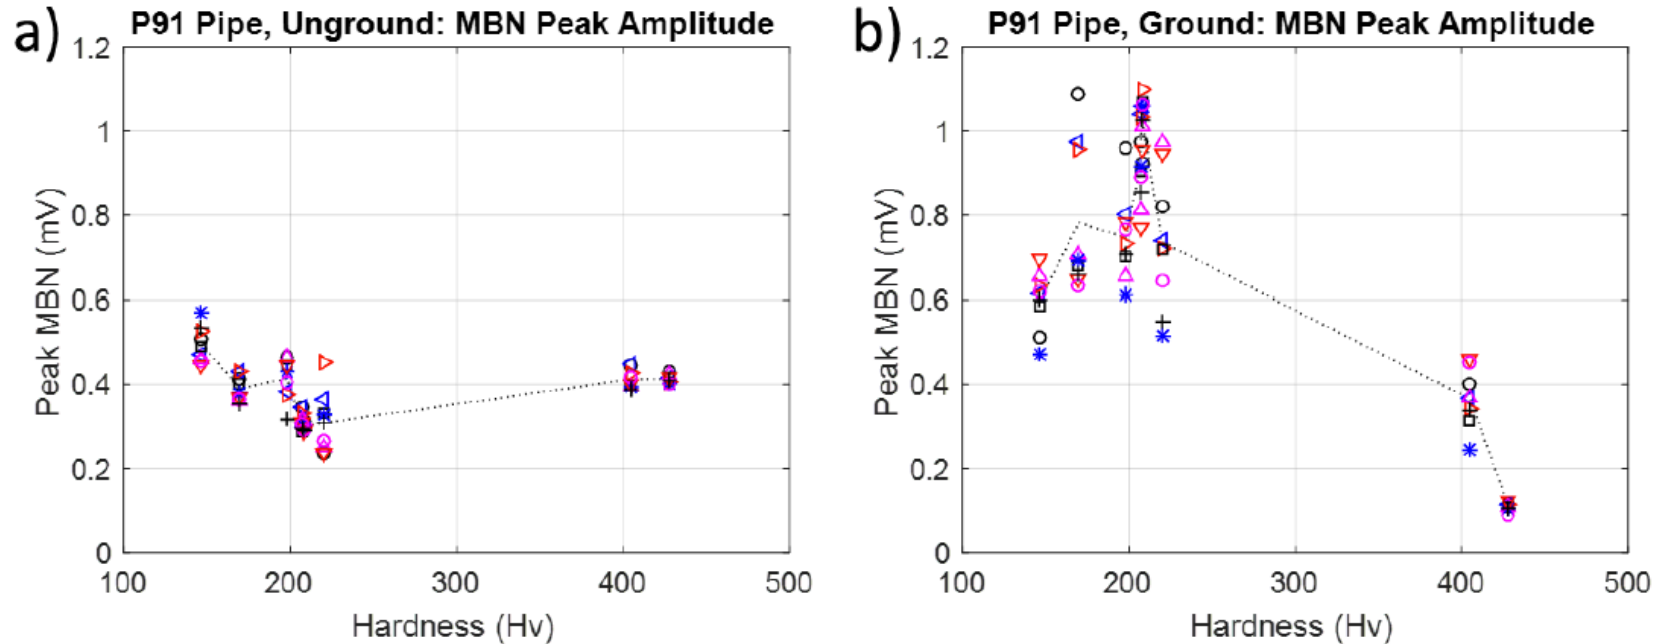 a)
P91 Pipe, Unground: MBN Peak Amplitude
1.2
1
0.8
0.6
0.4
0.2
0
Peak MBN (mV)
100 200 300 400 500
Hardness (Hv)
b)
P91 Pipe, Ground: MBN Peak Amplitude
1.2
1
0.8
0.6
0.4
0.2
0
Peak MBN (mV)
100 200 300 400 500
Hardness (Hv)